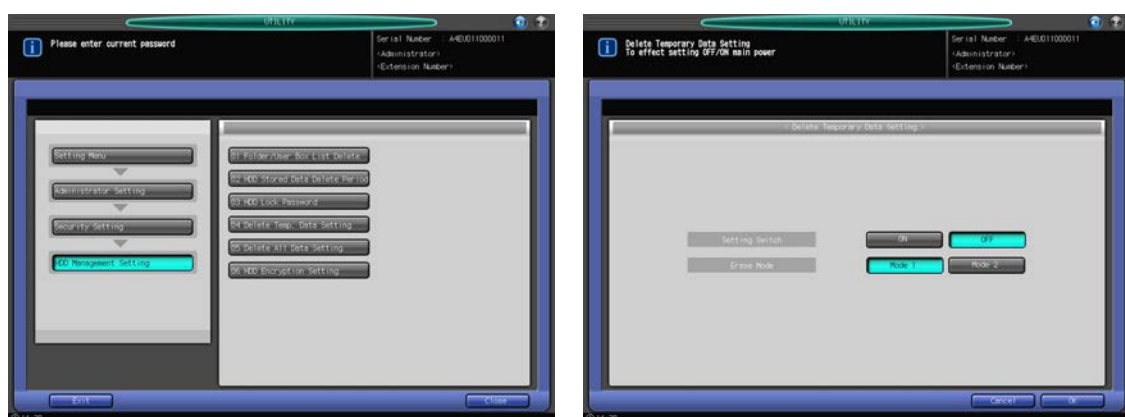 UTILITY
Please enter current password
Serial Number : A4EU011000011
<Administrator>
<Extension Number>
Setting Menu
Administrator Setting
Security Setting
HDD Management Setting
01 Folder/User Box List Delete
02 HDD Stored Data Delete Period
03 HDD Lock Password
04 Delete Temp. Data Setting
05 Delete All Data Setting
06 HDD Encryption Setting
Exit
Close
UTILITY
Delete Temporary Data Setting
To effect setting OFF/ON main power
Serial Number : A4EU011000011
<Administrator>
<Extension Number>
< Delete Temporary Data Setting >
Setting Switch
ON
OFF
Erase Mode
Mode 1
Mode 2
Cancel
OK